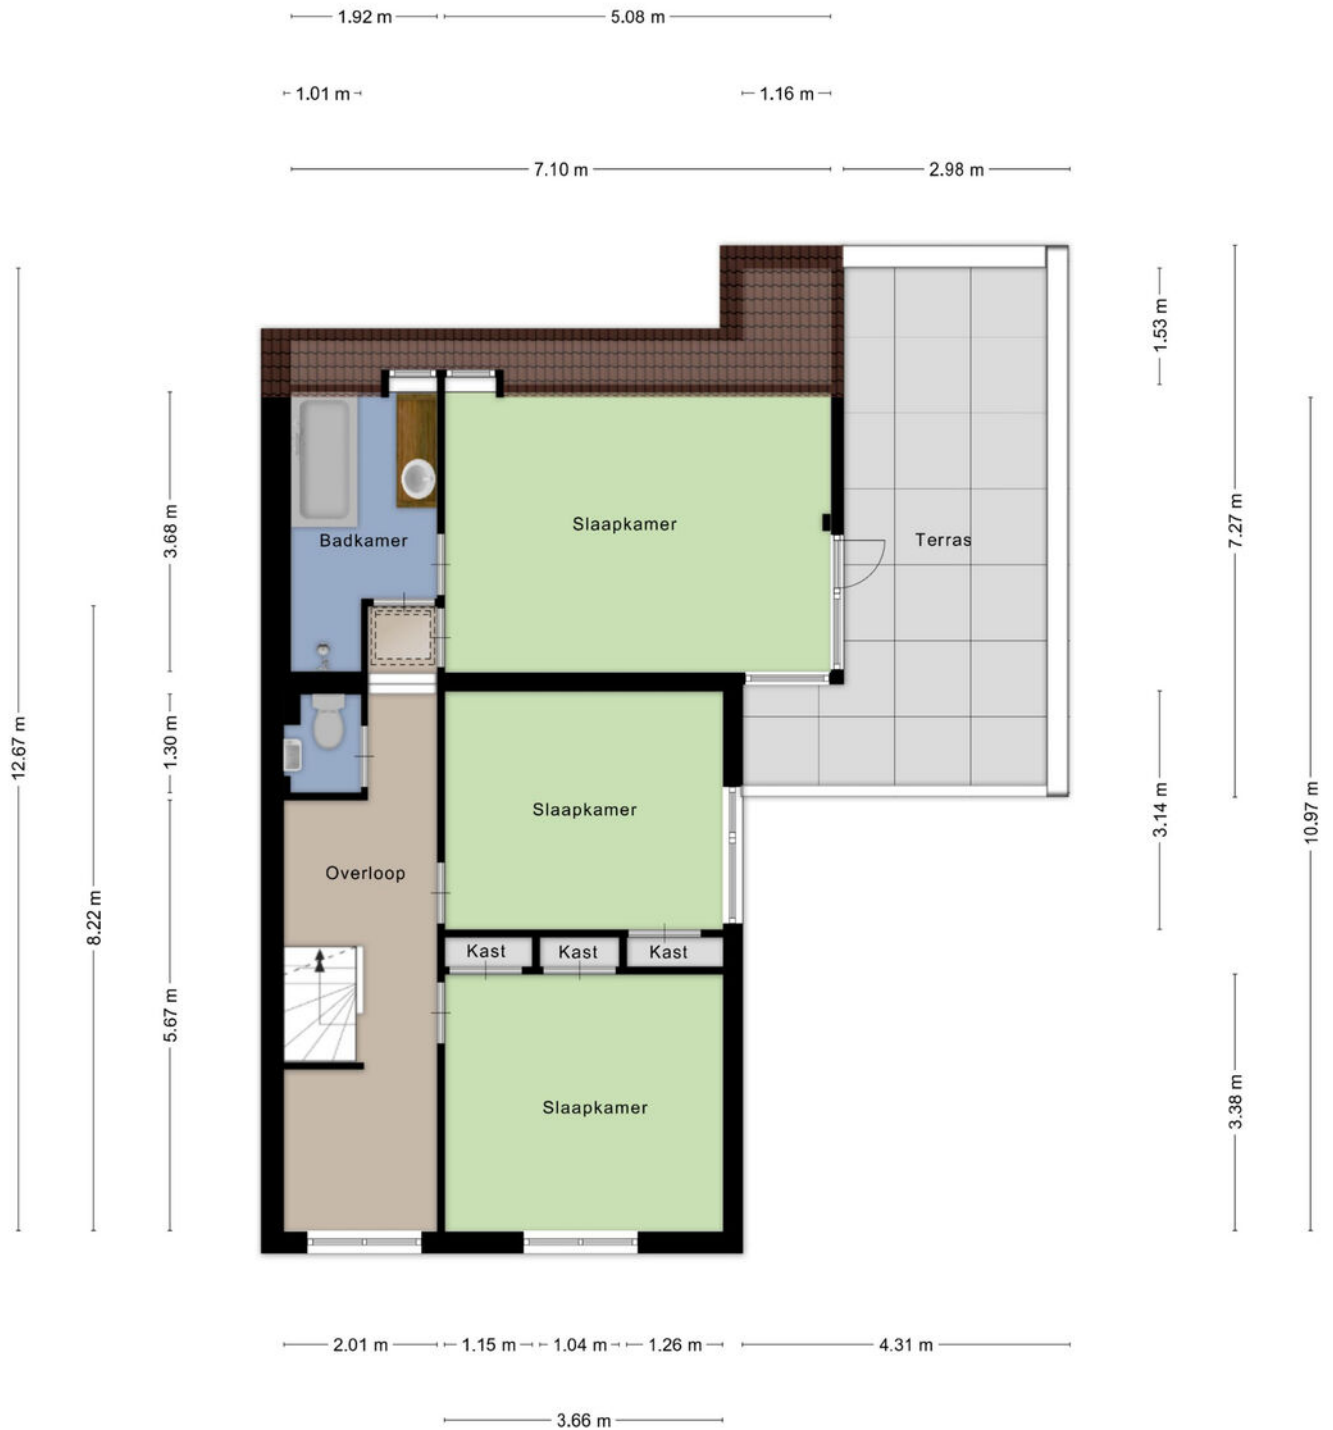 1.92 m
5.08 m
1.01 m
1.16 m
7.10 m
2.98 m
12.67 m
8.22 m
3.68 m
1.30 m
5.67 m
1.53 m
3.14 m
7.27 m
3.38 m
10.97 m
Slaapkamer
Badkamer
Terras
Slaapkamer
Overloop
Kast
Kast
Kast
Slaapkamer
2.01 m
1.15 m
1.04 m
1.26 m
4.31 m
3.66 m